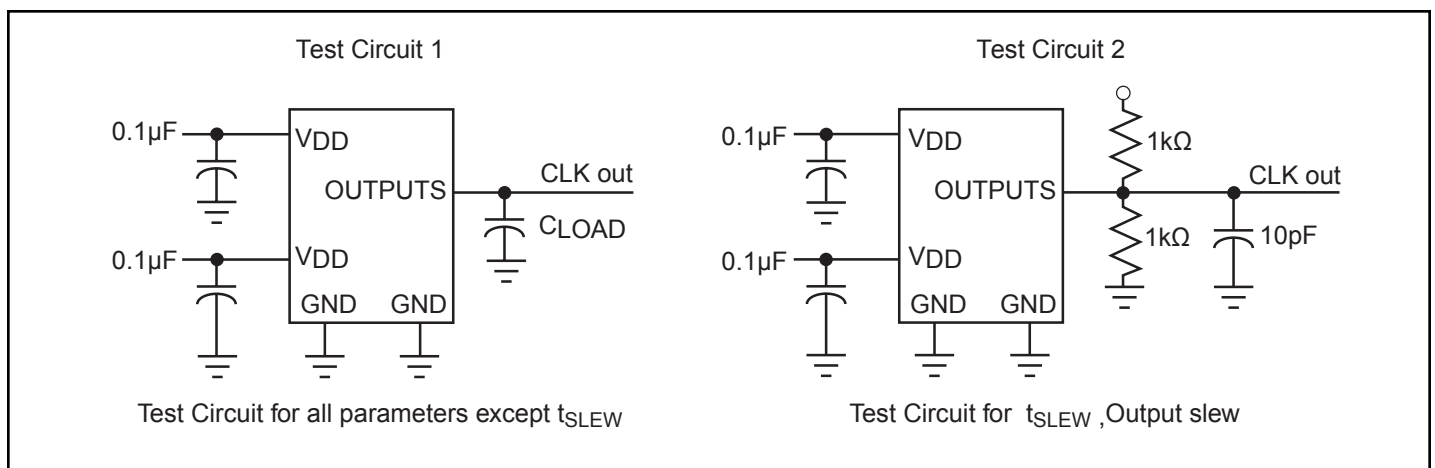 Test Circuit 1
0.1µF
VDD
OUTPUTS
CLK out
CLOAD
0.1µF
VDD
GND
GND
Test Circuit for all parameters except tSLEW
Test Circuit 2
0.1µF
VDD
1kΩ
OUTPUTS
CLK out
1kΩ
10pF
0.1µF
VDD
GND
GND
Test Circuit for tSLEW ,Output slew